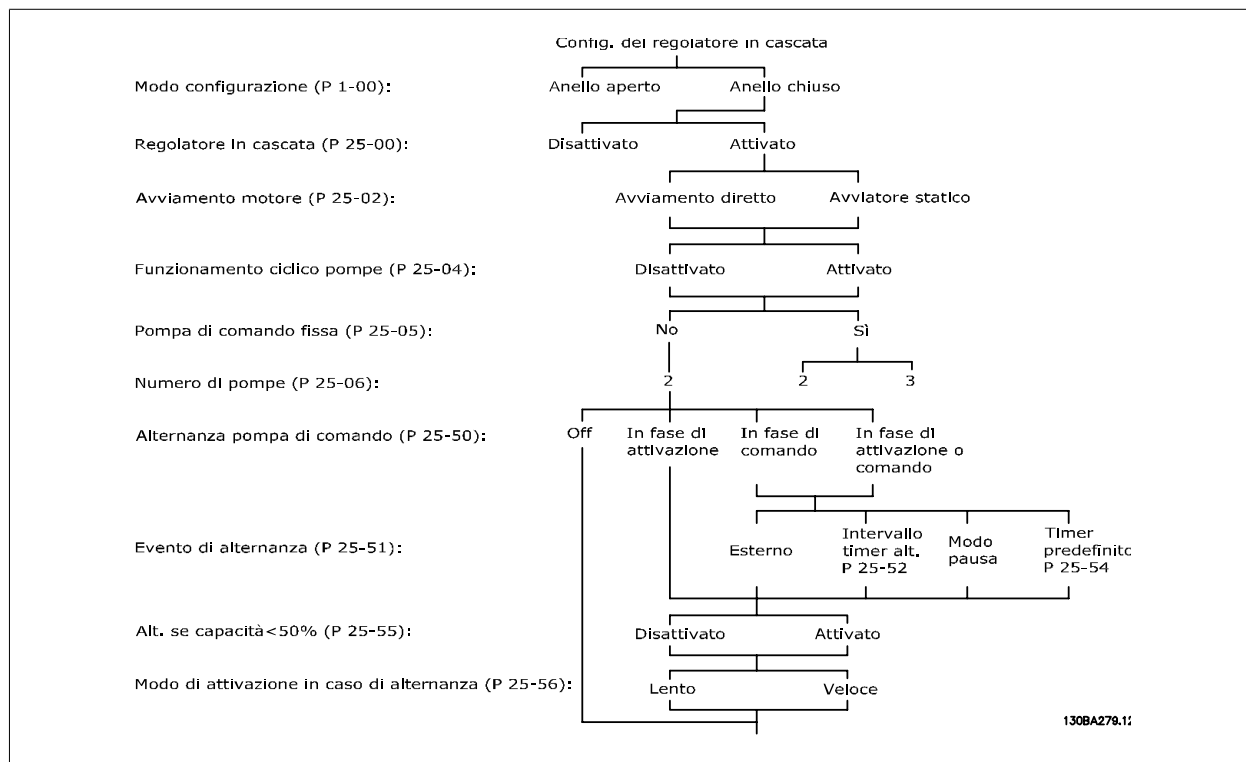 Config. del regolatore in cascata
Modo configurazione (P 1-00): Anello aperto Anello chiuso
Regolatore in cascata (P 25-00): Disattivato Attivato
Avviamento motore (P 25-02): Avviamento diretto Avviatore statico
Funzionamento ciclico pompe (P 25-04): Disattivato Attivato
Pompa di comando fissa (P 25-05): No Sì
Numero di pompe (P 25-06): 2 2 3
Alternanza pompa di comando (P 25-50): Off In fase di attivazione In fase di comando In fase di attivazione o comando
Evento di alternanza (P 25-51): Esterno Intervallo timer alt. P 25-52 Modo pausa Timer predefinito P 25-54
Alt. se capacità<50% (P 25-55): Disattivato Attivato
Modo di attivazione in caso di alternanza (P 25-56): Lento Veloce
130BA279.12